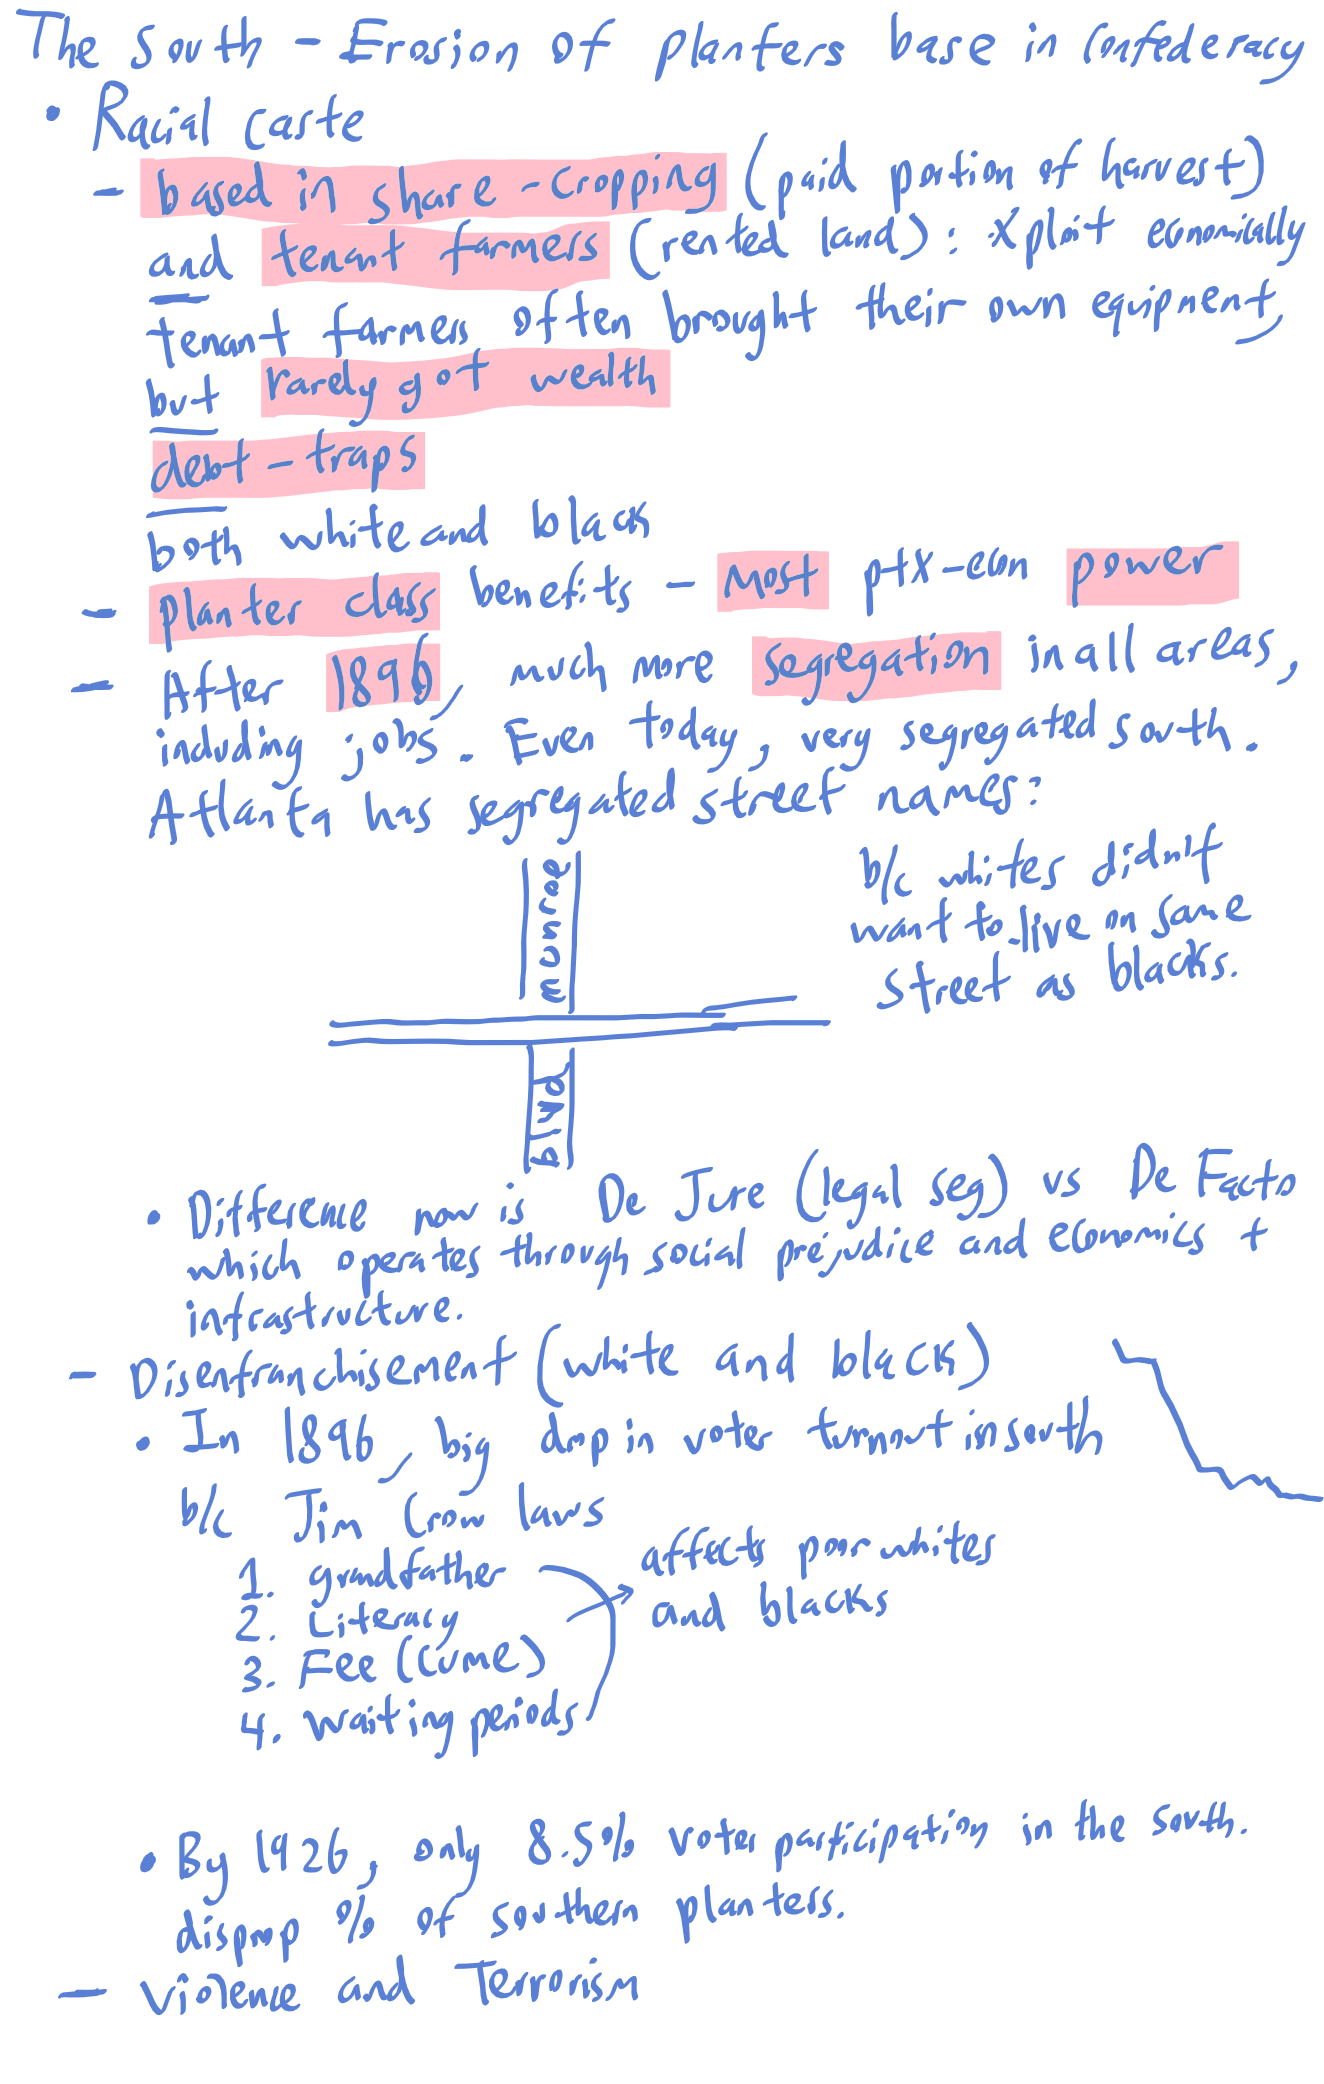 The South - Erosion of planters base in Confederacy
• Racial caste
- based in share-cropping (paid portion of harvest)
and tenant farmers (rented land): xploit economically
tenant farmers often brought their own equipment,
but rarely got wealth
debt-traps
both white and black
- planter class benefits - most ptx-econ power
- After 1896, much more segregation in all areas,
including jobs. Even today, very segregated south.
Atlanta has segregated street names:
b/c whites didn't
want to live on same
street as blacks.
munroe
blvd
• Difference now is De Jure (legal seg) vs De Facto
which operates through social prejudice and economics +
infrastructure.
- Disenfranchisement (white and black)
• In 1896, big drop in voter turnout in south
b/c Jim Crow laws
1. grandfather
2. Literacy
3. Fee (cume)
4. waiting periods
affects poor whites
and blacks
• By 1926, only 8.5% voter participation in the south.
disprop % of southern planters.
- Violence and Terrorism